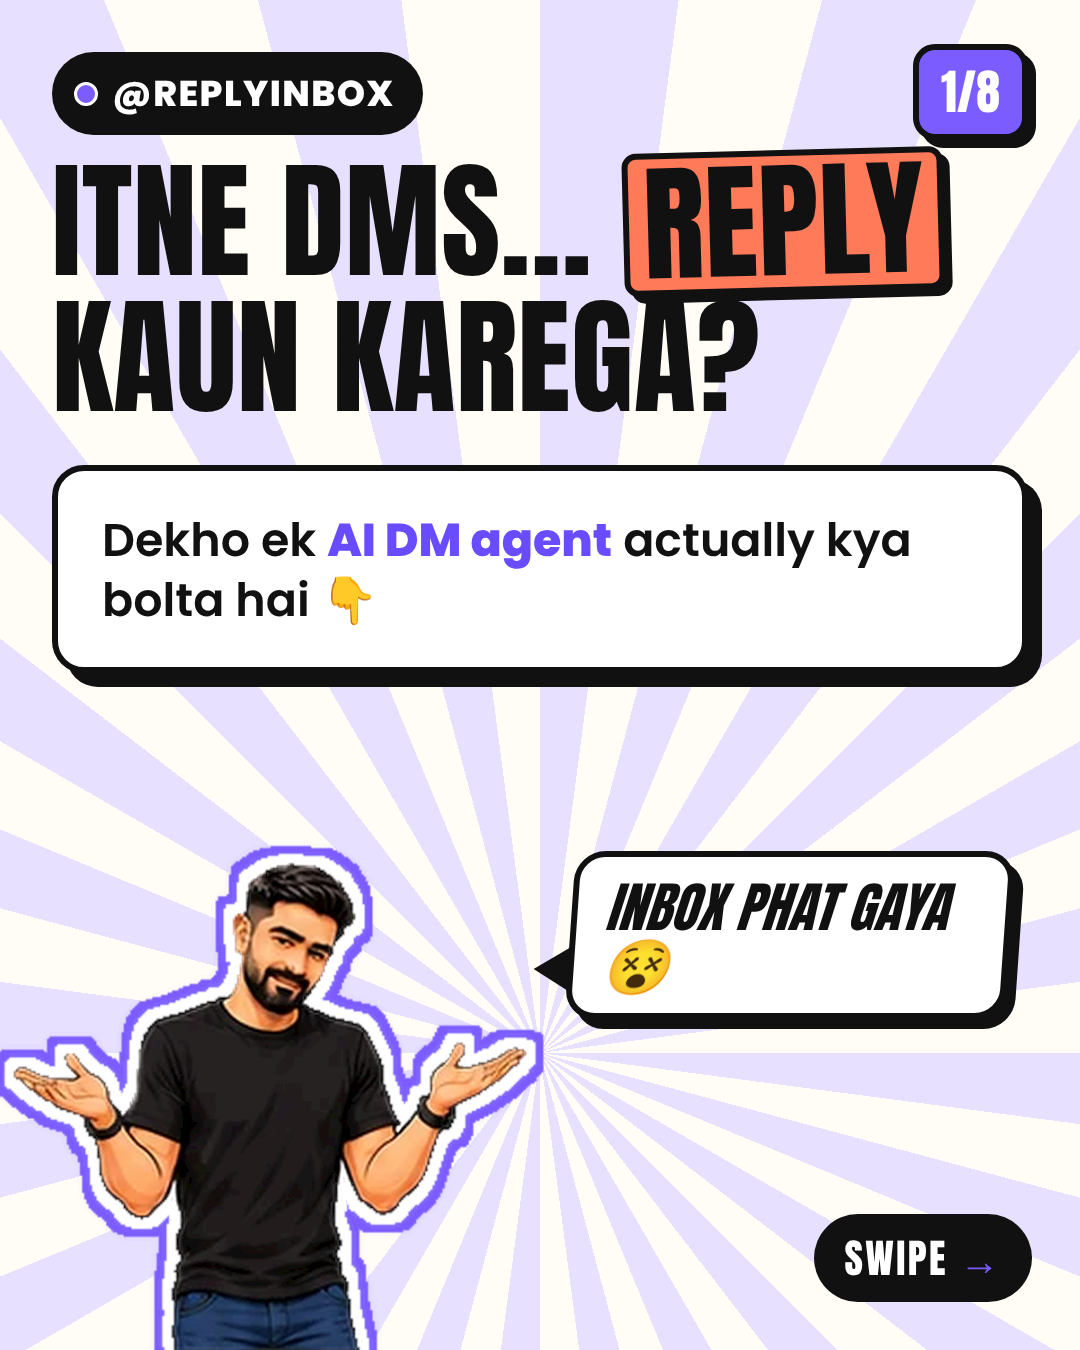 @REPLYINBOX
1/8
ITNE DMS... REPLY
KAUN KAREGA?
Dekho ek AI DM agent actually kya
bolta hai 👇
INBOX PHAT GAYA
😵
SWIPE →